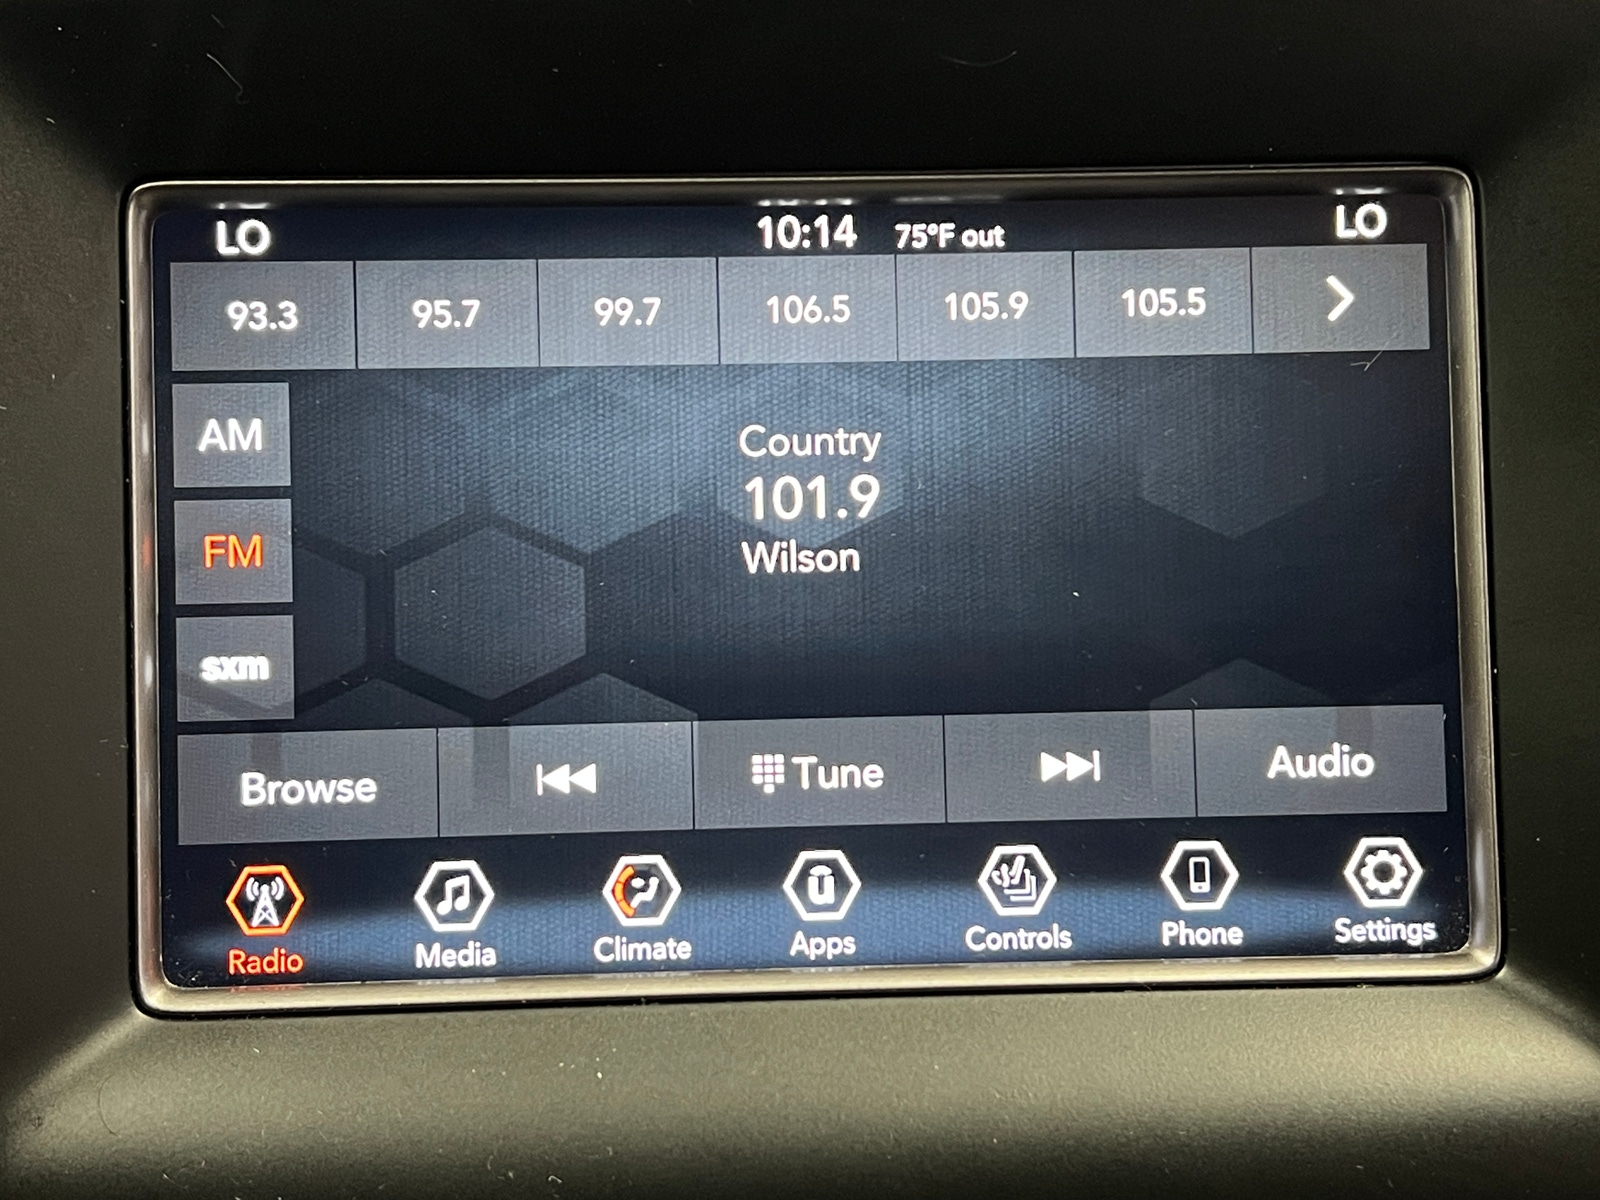 LO 10:14 75°F out LO
93.3 95.7 99.7 106.5 105.9 105.5
AM
Country
101.9
FM
Wilson
sxm
Browse Tune Audio
Radio Media Climate Apps Controls Phone Settings